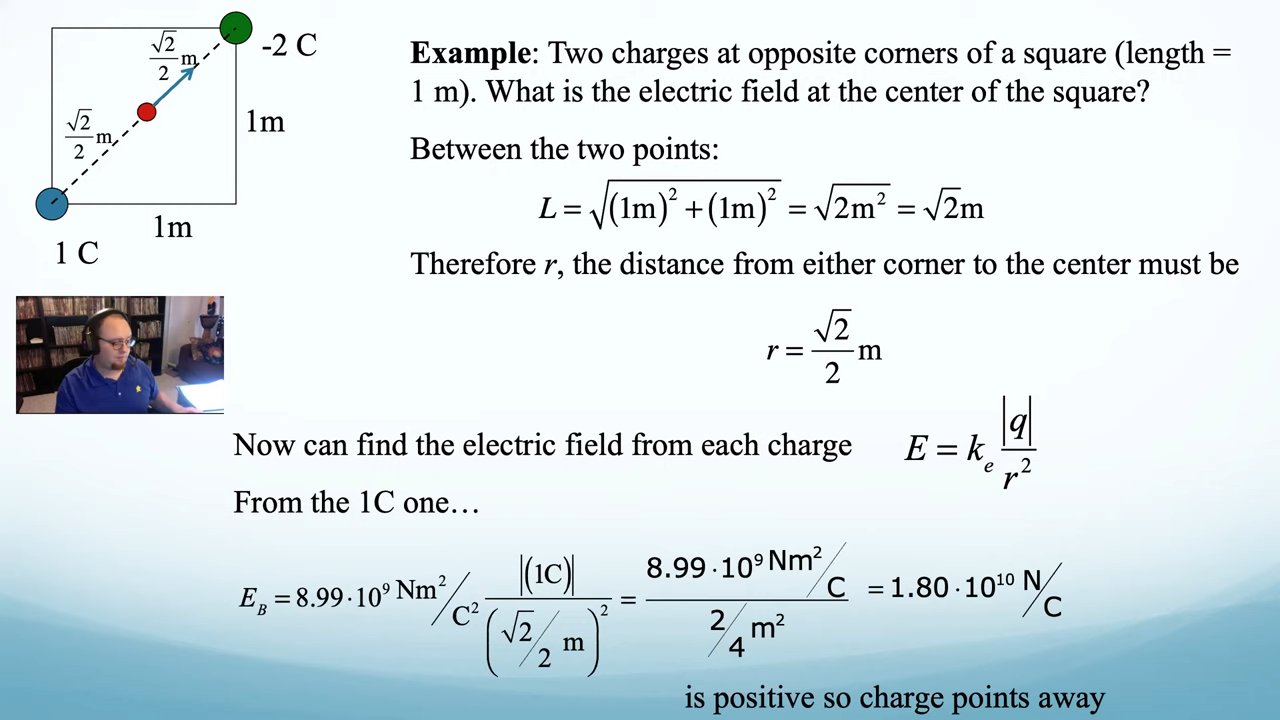 √2/2 m
-2 C
√2/2 m
1m
1m
1 C
Example: Two charges at opposite corners of a square (length =
1 m). What is the electric field at the center of the square?
Between the two points:
L = √((1m)² + (1m)²) = √(2m²) = √2m
Therefore r, the distance from either corner to the center must be
r = √2/2 m
Now can find the electric field from each charge
E = kₑ |q|/r²
From the 1C one…
E_B = 8.99·10⁹ Nm²/C² |(1C)|/(√2/2 m)² = 8.99·10⁹ Nm²/C / 2/4 m² = 1.80·10¹⁰ N/C
is positive so charge points away